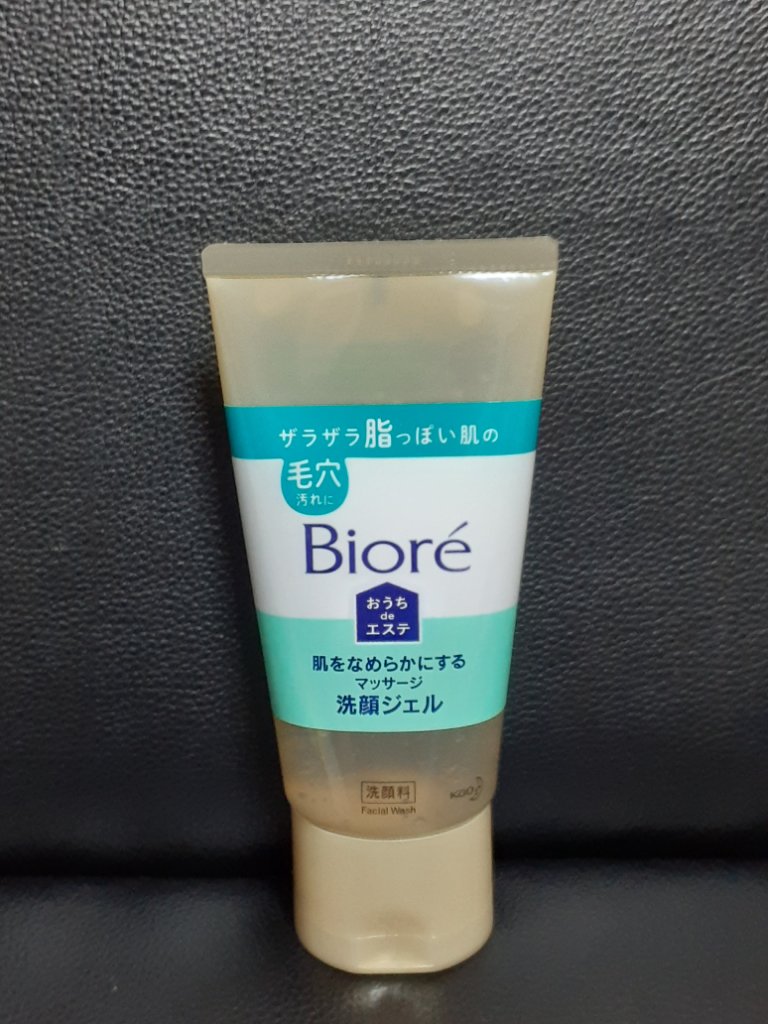 ザラザラ脂っぽい肌の
毛穴
汚れに
Bioré
おうち
de
エステ
肌をなめらかにする
マッサージ
洗顔ジェル
洗顔料
Facial Wash
Kao